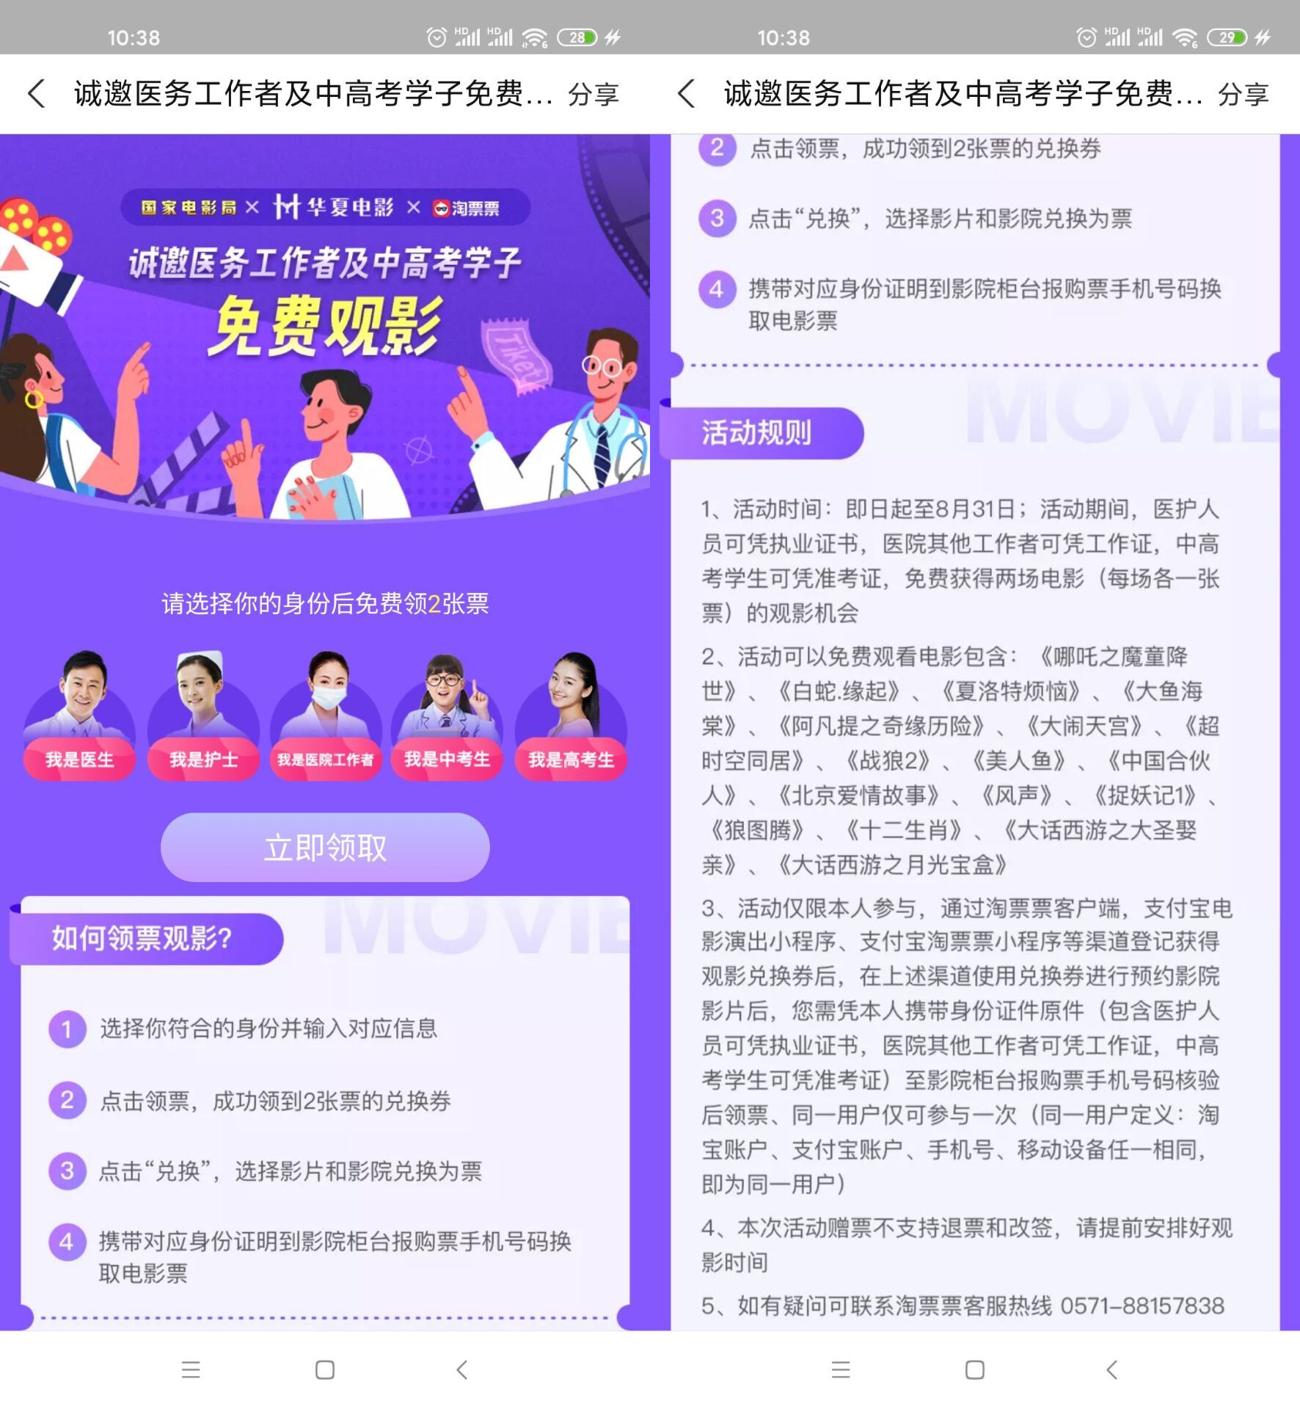 10:38
HD HD 6 28
诚邀医务工作者及中高考学子免费... 分享
国家电影局 × 华夏电影 × 淘票票
诚邀医务工作者及中高考学子
免费观影
Tiket
请选择你的身份后免费领2张票
我是医生 我是护士 我是医院工作者 我是中考生 我是高考生
立即领取
MOVIE
如何领票观影?
1 选择你符合的身份并输入对应信息
2 点击领票，成功领到2张票的兑换券
3 点击“兑换”，选择影片和影院兑换为票
4 携带对应身份证明到影院柜台报购票手机号码换
取电影票
10:38
HD HD 6 29
诚邀医务工作者及中高考学子免费... 分享
2 点击领票，成功领到2张票的兑换券
3 点击“兑换”，选择影片和影院兑换为票
4 携带对应身份证明到影院柜台报购票手机号码换
取电影票
MOVIE
活动规则
1、活动时间：即日起至8月31日；活动期间，医护人
员可凭执业证书，医院其他工作者可凭工作证，中高
考学生可凭准考证，免费获得两场电影（每场各一张
票）的观影机会
2、活动可以免费观看电影包含：《哪吒之魔童降
世》、《白蛇.缘起》、《夏洛特烦恼》、《大鱼海
棠》、《阿凡提之奇缘历险》、《大闹天宫》、《超
时空同居》、《战狼2》、《美人鱼》、《中国合伙
人》、《北京爱情故事》、《风声》、《捉妖记1》、
《狼图腾》、《十二生肖》、《大话西游之大圣娶
亲》、《大话西游之月光宝盒》
3、活动仅限本人参与，通过淘票票客户端，支付宝电
影演出小程序、支付宝淘票票小程序等渠道登记获得
观影兑换券后，在上述渠道使用兑换券进行预约影院
影片后，您需凭本人携带身份证件原件（包含医护人
员可凭执业证书，医院其他工作者可凭工作证，中高
考学生可凭准考证）至影院柜台报购票手机号码核验
后领票、同一用户仅可参与一次（同一用户定义：淘
宝账户、支付宝账户、手机号、移动设备任一相同，
即为同一用户）
4、本次活动赠票不支持退票和改签，请提前安排好观
影时间
5、如有疑问可联系淘票票客服热线 0571-88157838